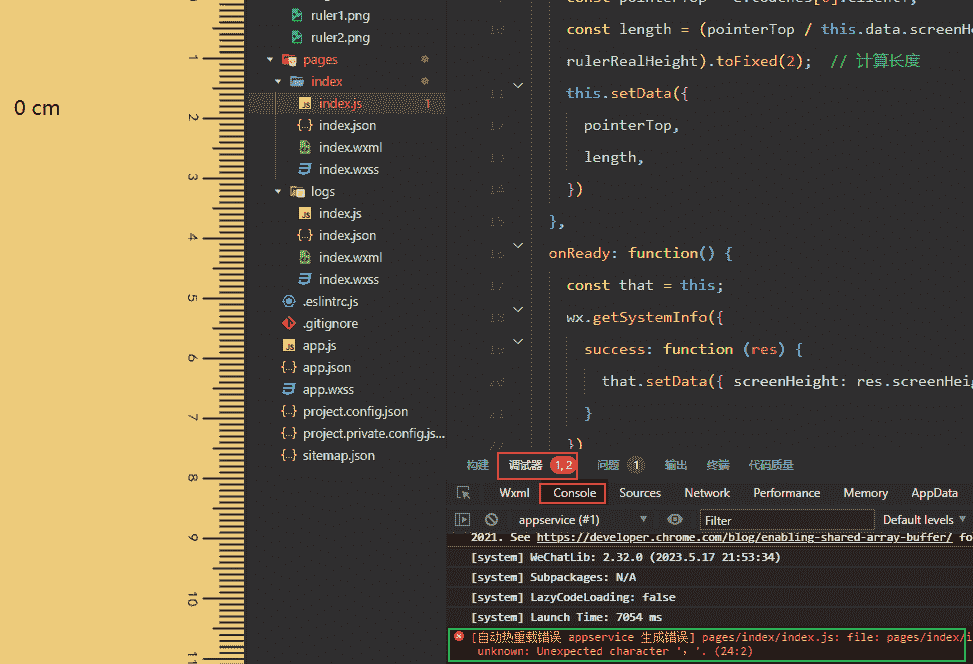 0 cm
1
2
3
4
5
6
7
8
9
10
11
ruler1.png
ruler2.png
pages
index
index.js 1
index.json
index.wxml
index.wxss
logs
index.js
index.json
index.wxml
index.wxss
.eslintrc.js
.gitignore
app.js
app.json
app.wxss
project.config.json
project.private.config.js...
sitemap.json
const length = (pointerTop / this.data.screenHe
rulerRealHeight).toFixed(2); // 计算长度
this.setData({
pointerTop,
length,
})
},
onReady: function() {
const that = this;
wx.getSystemInfo({
success: function (res) {
that.setData({ screenHeight: res.screenHeig
}
})
构建 调试器 1, 2 问题 1 输出 终端 代码质量
Wxml Console Sources Network Performance Memory AppData
appservice (#1) Filter Default levels
2021. See https://developer.chrome.com/blog/enabling-shared-array-buffer/ fo
[system] WeChatLib: 2.32.0 (2023.5.17 21:53:34)
[system] Subpackages: N/A
[system] LazyCodeLoading: false
[system] Launch Time: 7054 ms
[自动热重载错误 appservice 生成错误] pages/index/index.js: file: pages/index/i
unknown: Unexpected character '，'. (24:2)